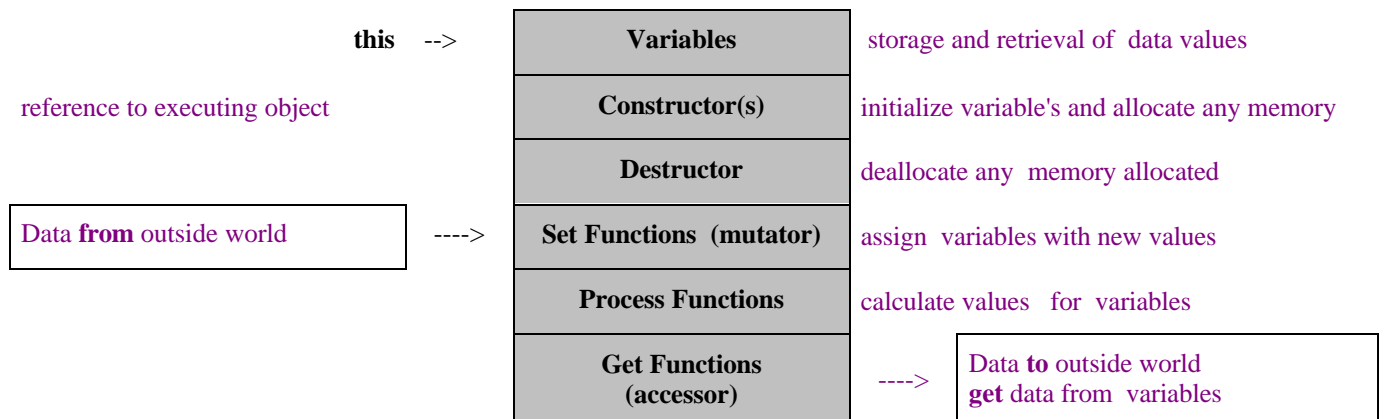 this --> Variables storage and retrieval of data values
reference to executing object Constructor(s) initialize variable's and allocate any memory
Destructor deallocate any memory allocated
Data from outside world ----> Set Functions (mutator) assign variables with new values
Process Functions calculate values for variables
Get Functions
(accessor)
---->
Data to outside world
get data from variables